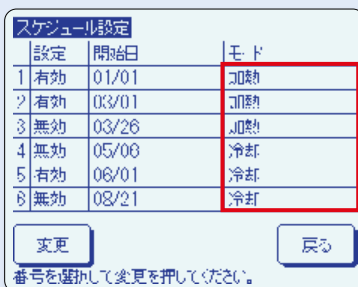 スケジュール設定
設定 開始日 モード
1 有効 01/01 加熱
2 有効 03/01 加熱
3 無効 03/26 加熱
4 無効 05/06 冷却
5 有効 06/01 冷却
6 無効 08/21 冷却
変更 戻る
番号を選択して変更を押してください。